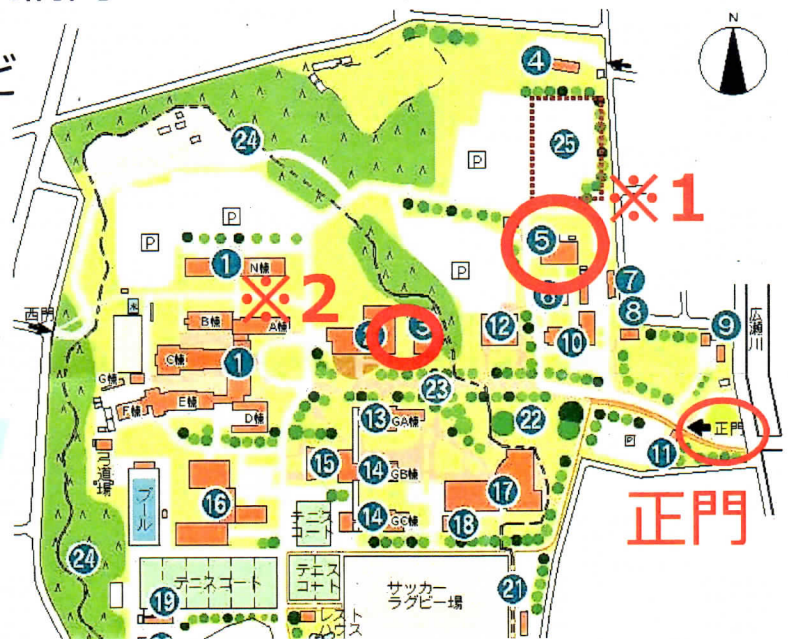 ど
N
4
24
25
P
※1
P
P
5
1
N棟
※2
P
6
7
広瀬川
西門
水
B棟
A棟
2
3
12
8
9
10
C棟
1
G棟
F棟
E棟
D棟
23
13
GA棟
22
正門
弓道場
15
14
GB棟
P
11
プール
16
14
GC棟
17
18
正門
テニスコート
24
テニスコート
テニスコート
サッカー
ラグビー場
21
19
レスト
ハウス